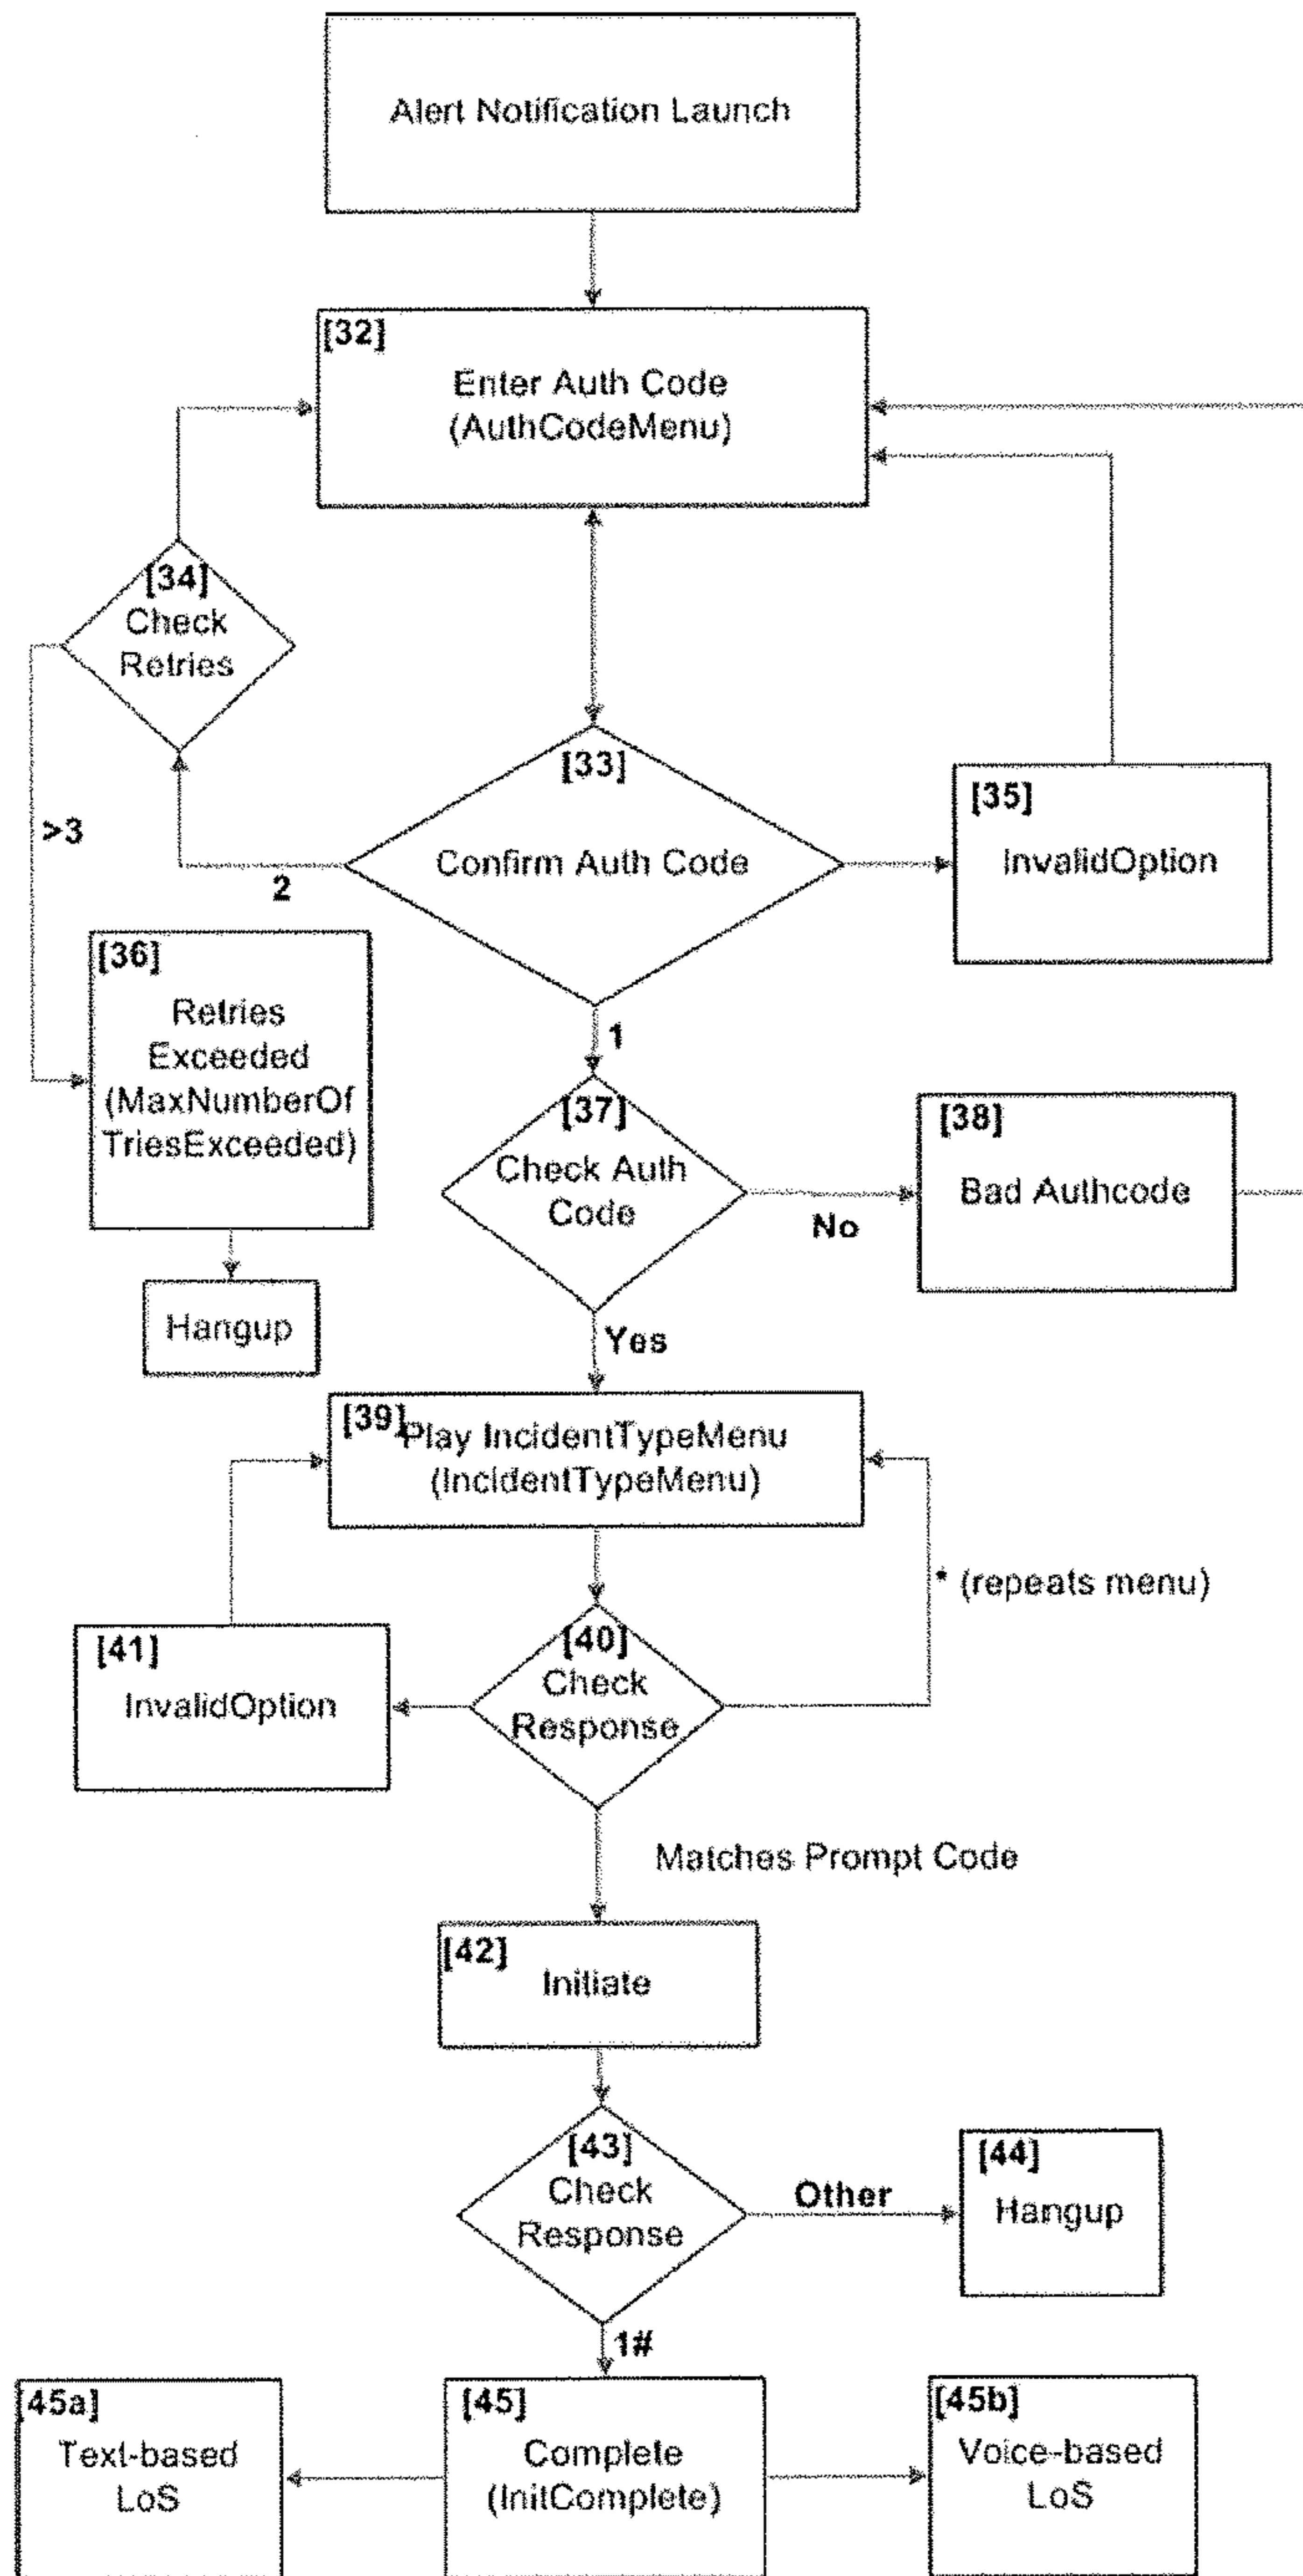 Alert Notification Launch
[32]
Enter Auth Code
(AuthCodeMenu)
[34]
Check
Retries
[33]
Confirm Auth Code
[35]
InvalidOption
>3
2
[36]
Retries
Exceeded
(MaxNumberOf
TriesExceeded)
1
[37]
Check Auth
Code
No
[38]
Bad Authcode
Hangup
Yes
[39]
Play IncidentTypeMenu
(IncidentTypeMenu)
* (repeats menu)
[41]
InvalidOption
[40]
Check
Response
Matches Prompt Code
[42]
Initiate
[43]
Check
Response
Other
[44]
Hangup
1#
[45a]
Text-based
LoS
[45]
Complete
(InitComplete)
[45b]
Voice-based
LoS